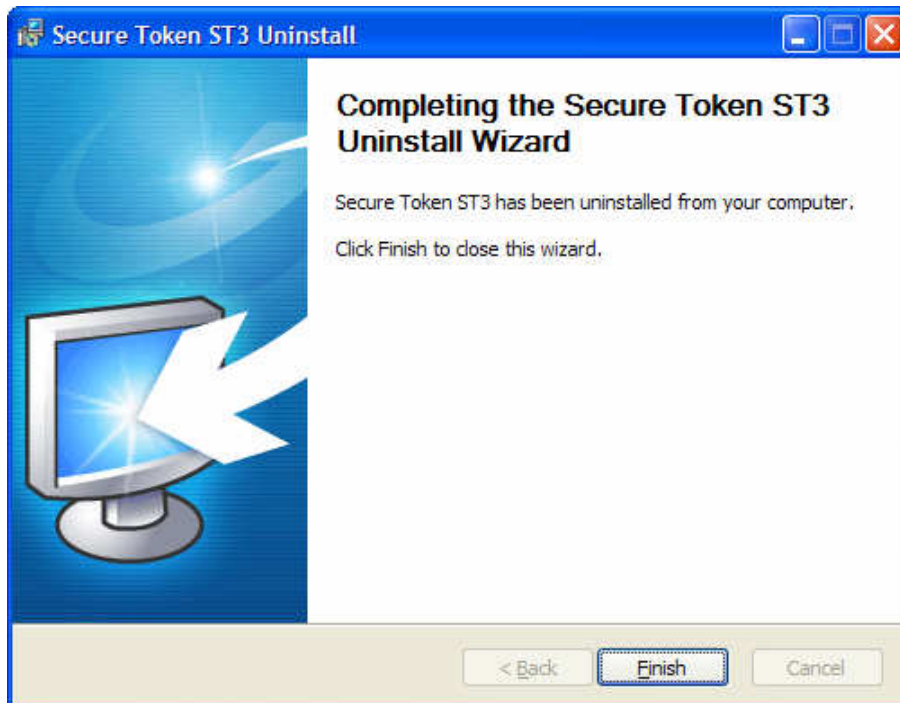 Secure Token ST3 Uninstall
Completing the Secure Token ST3
Uninstall Wizard
Secure Token ST3 has been uninstalled from your computer.
Click Finish to close this wizard.
< Back
Finish
Cancel